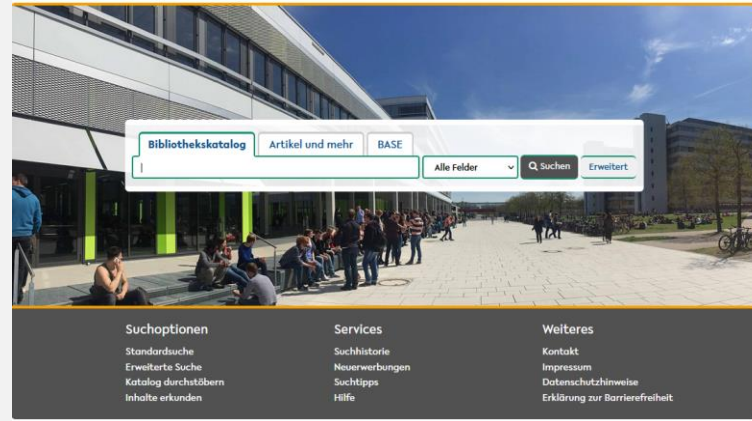 Bibliothekskatalog Artikel und mehr BASE
Alle Felder Suchen Erweitert
Suchoptionen
Standardsuche
Erweiterte Suche
Katalog durchstöbern
Inhalte erkunden
Services
Suchhistorie
Neuerwerbungen
Suchtipps
Hilfe
Weiteres
Kontakt
Impressum
Datenschutzhinweise
Erklärung zur Barrierefreiheit